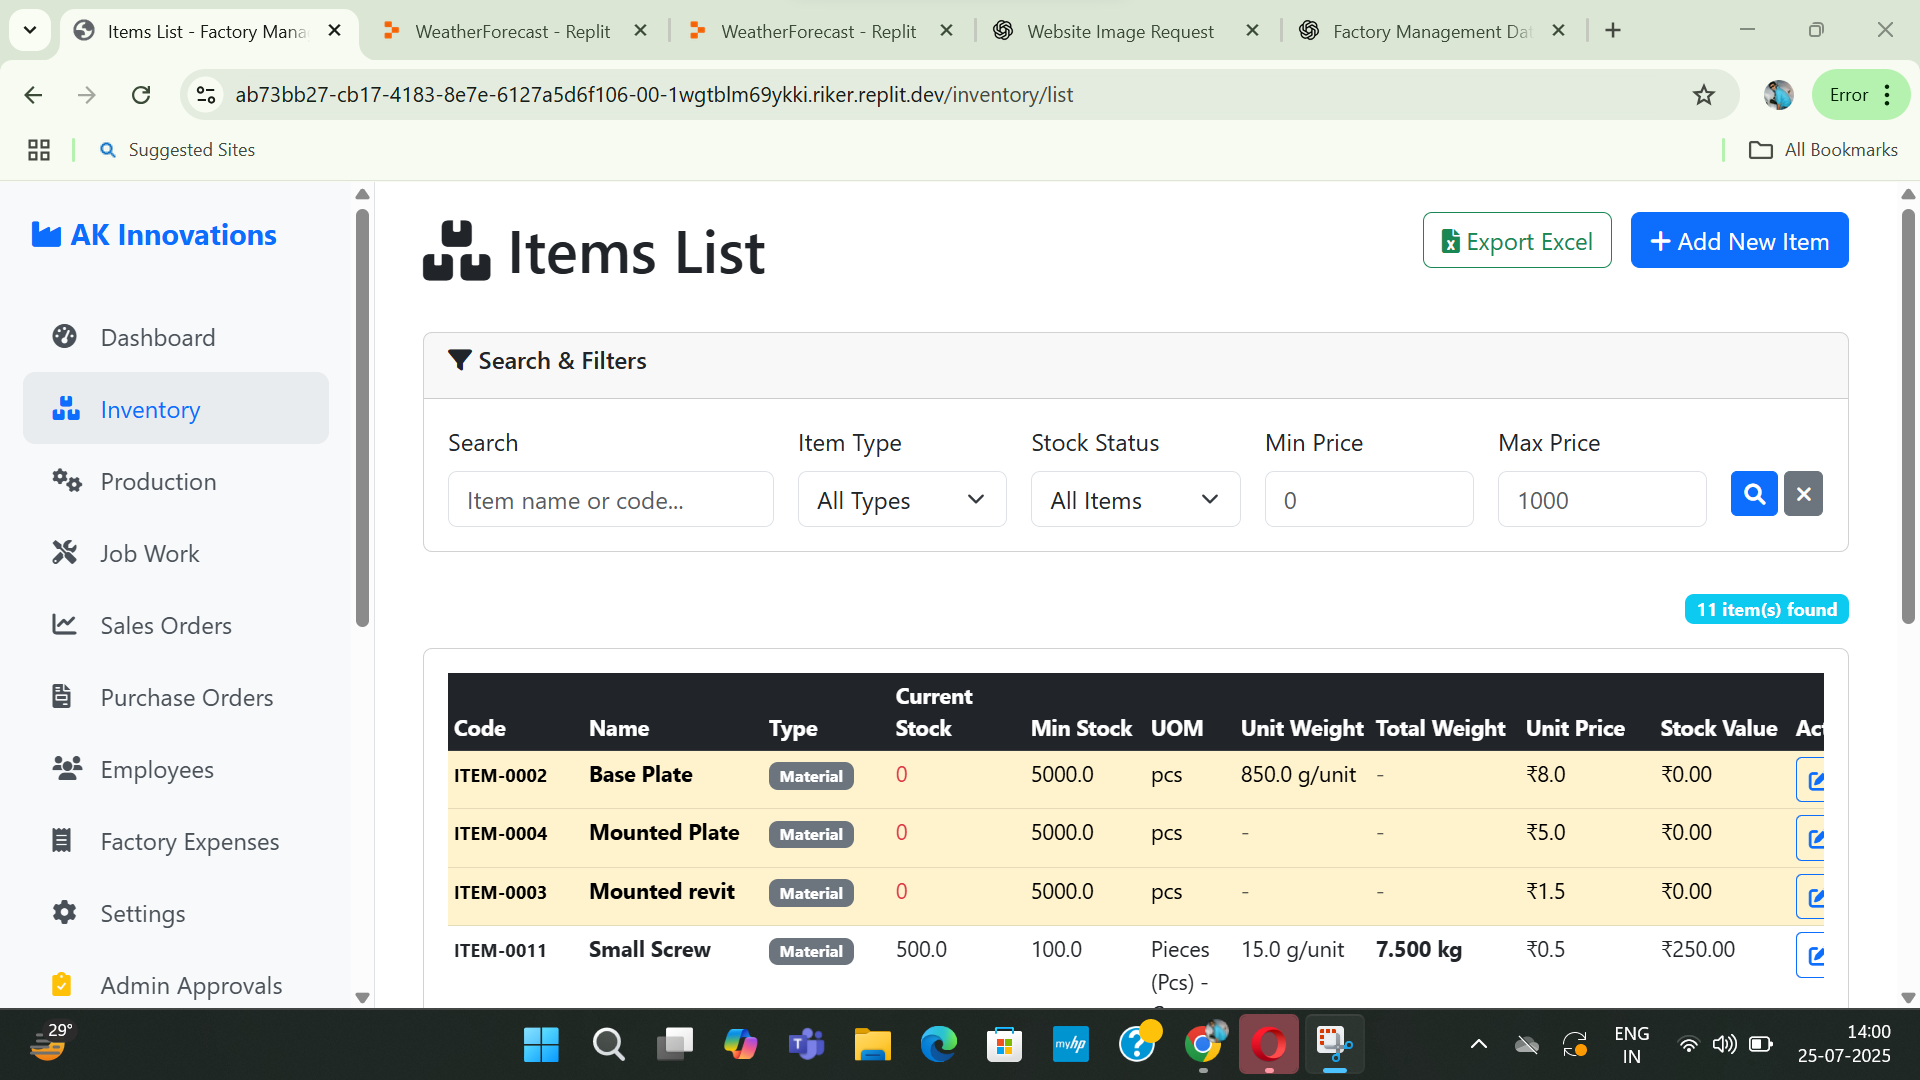 Items List - Factory Mana
WeatherForecast - Replit
WeatherForecast - Replit
Website Image Request
Factory Management Dat
ab73bb27-cb17-4183-8e7e-6127a5d6f106-00-1wgtblm69ykki.riker.replit.dev/inventory/list
Error
Suggested Sites
All Bookmarks
AK Innovations
Dashboard
Inventory
Production
Job Work
Sales Orders
Purchase Orders
Employees
Factory Expenses
Settings
Admin Approvals
Items List
Export Excel
Add New Item
Search & Filters
Search Item Type Stock Status Min Price Max Price
Item name or code... All Types All Items 0 1000
11 item(s) found
Code Name Type Current Stock Min Stock UOM Unit Weight Total Weight Unit Price Stock Value Act
ITEM-0002 Base Plate Material 0 5000.0 pcs 850.0 g/unit - ₹8.0 ₹0.00
ITEM-0004 Mounted Plate Material 0 5000.0 pcs - - ₹5.0 ₹0.00
ITEM-0003 Mounted revit Material 0 5000.0 pcs - - ₹1.5 ₹0.00
ITEM-0011 Small Screw Material 500.0 100.0 Pieces 15.0 g/unit 7.500 kg ₹0.5 ₹250.00
(Pcs) -
29°
myhp
ENG
IN
14:00
25-07-2025